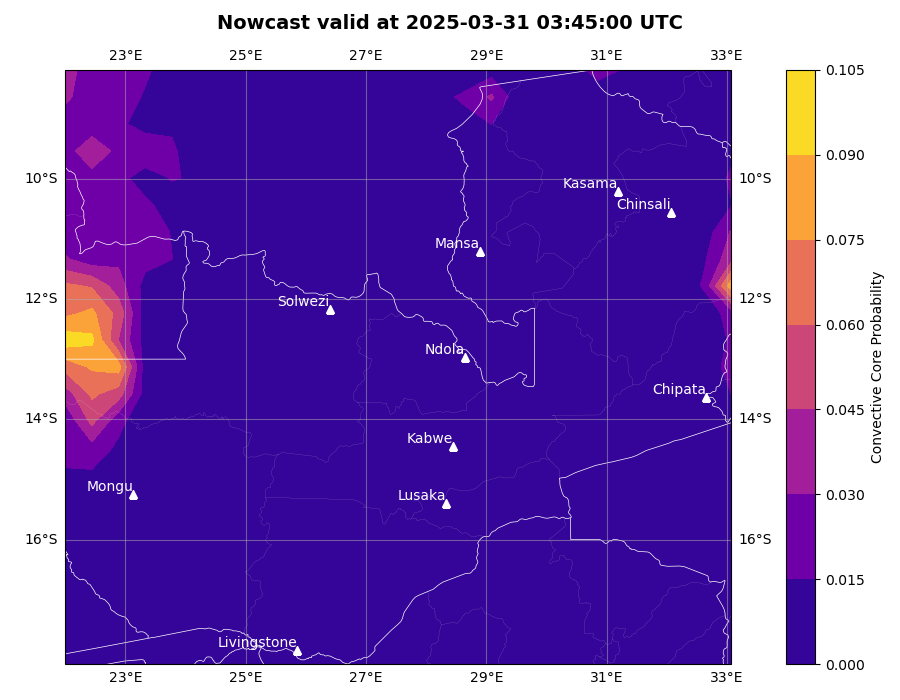 Nowcast valid at 2025-03-31 03:45:00 UTC
23°E 25°E 27°E 29°E 31°E 33°E
0.105
0.090
10°S Kasama 10°S
Chinsali
Mansa
0.075
12°S Solwezi 12°S
0.060
Ndola
Chipata
14°S 14°S
0.045
Kabwe
Convective Core Probability
Mongu
Lusaka
0.030
16°S 16°S
0.015
Livingstone
0.000
23°E 25°E 27°E 29°E 31°E 33°E